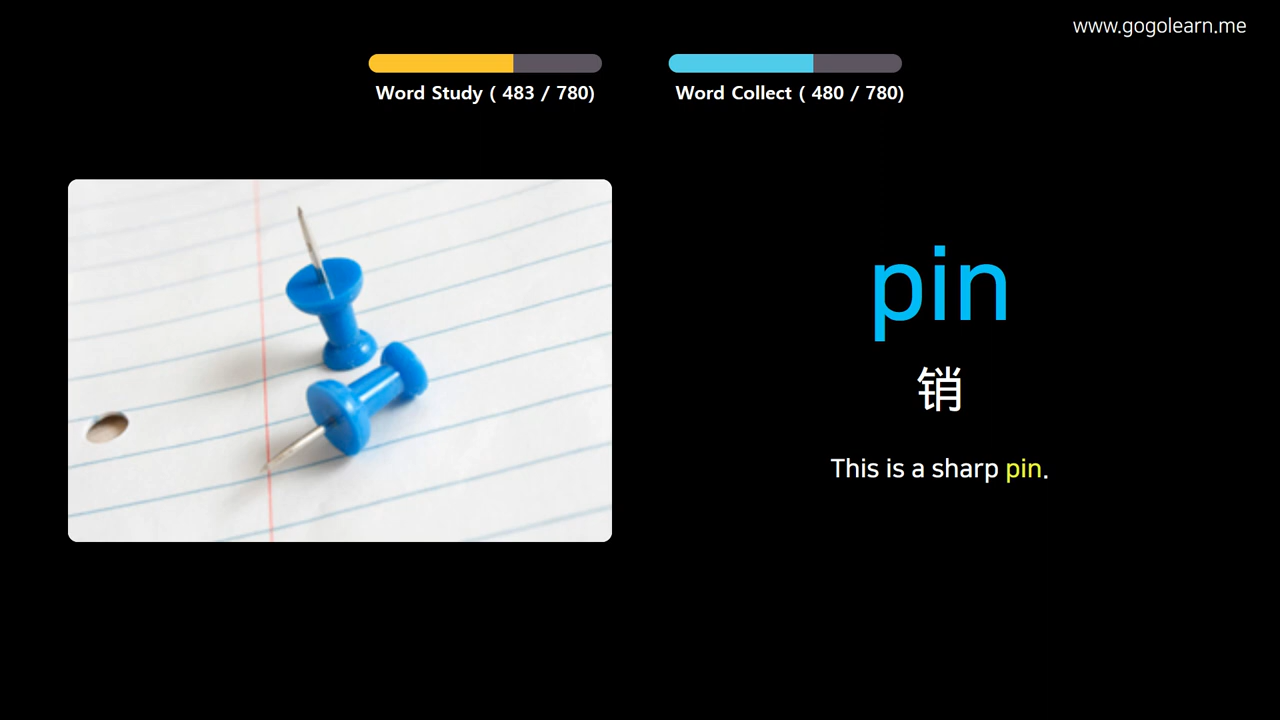 www.gogolearn.me
Word Study ( 483 / 780)
Word Collect ( 480 / 780)
pin
销
This is a sharp pin.